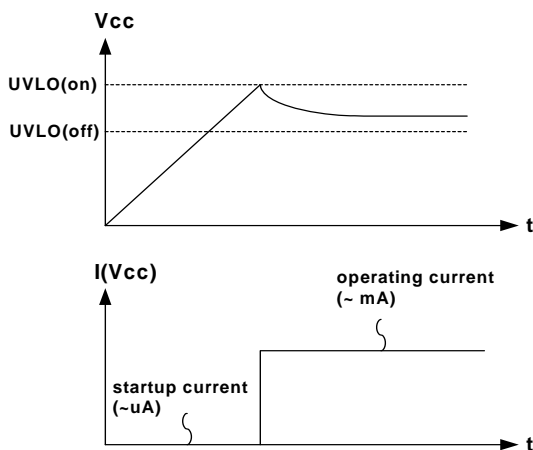 Vcc
UVLO(on)
UVLO(off)
t
I(Vcc)
operating current
(~ mA)
startup current
(~uA)
t